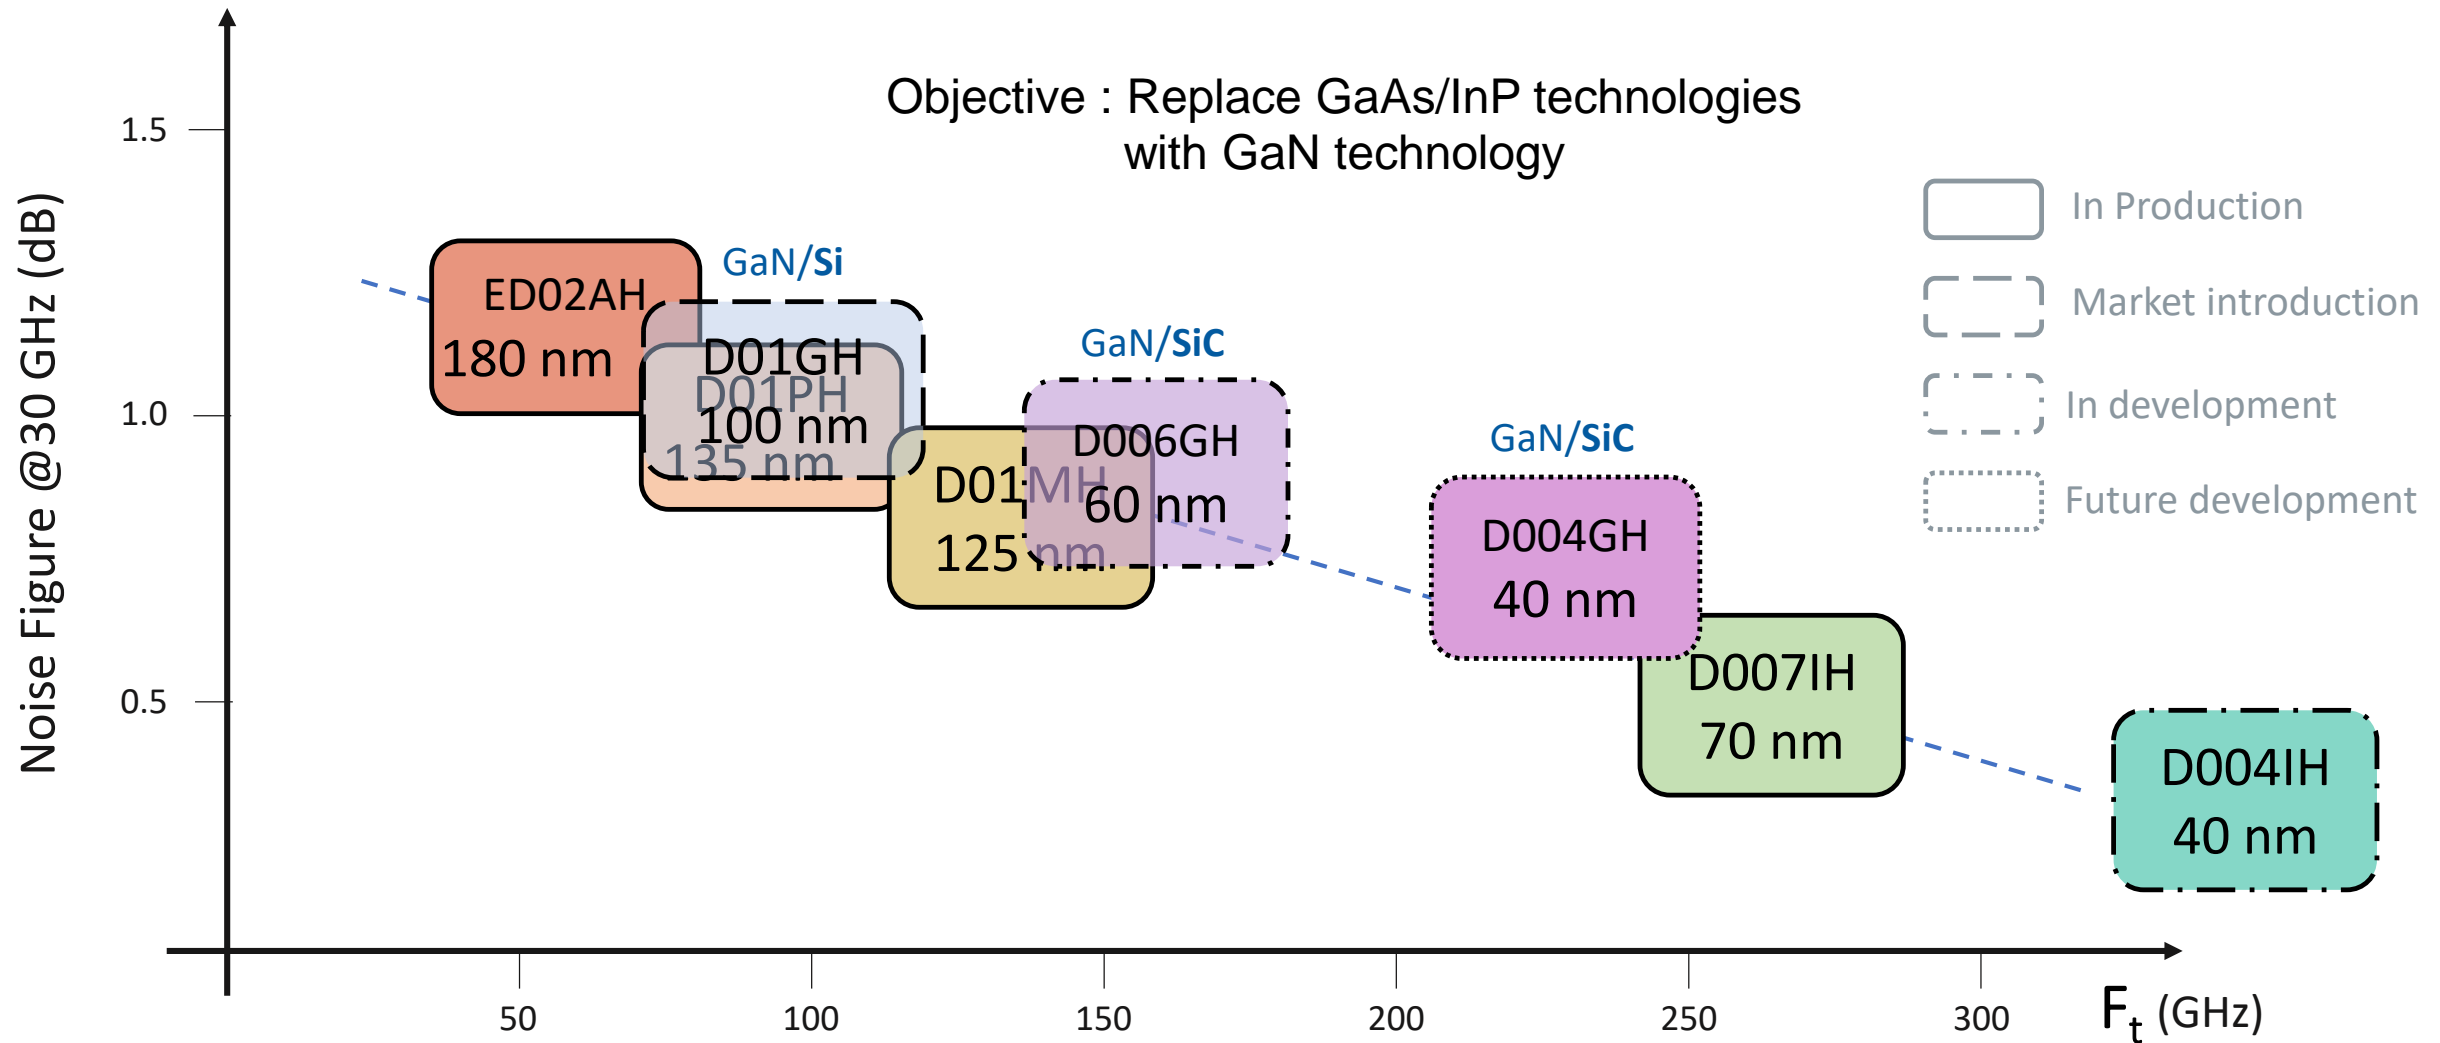 Objective : Replace GaAs/InP technologies
with GaN technology
Noise Figure @30 GHz (dB)
1.5
1.0
0.5
In Production
Market introduction
In development
Future development
ED02AH
180 nm
GaN/Si
D01GH
100 nm
D01PH
135 nm
D01MH
125 nm
GaN/SiC
D006GH
60 nm
GaN/SiC
D004GH
40 nm
D007IH
70 nm
D004IH
40 nm
50
100
150
200
250
300
Ft (GHz)